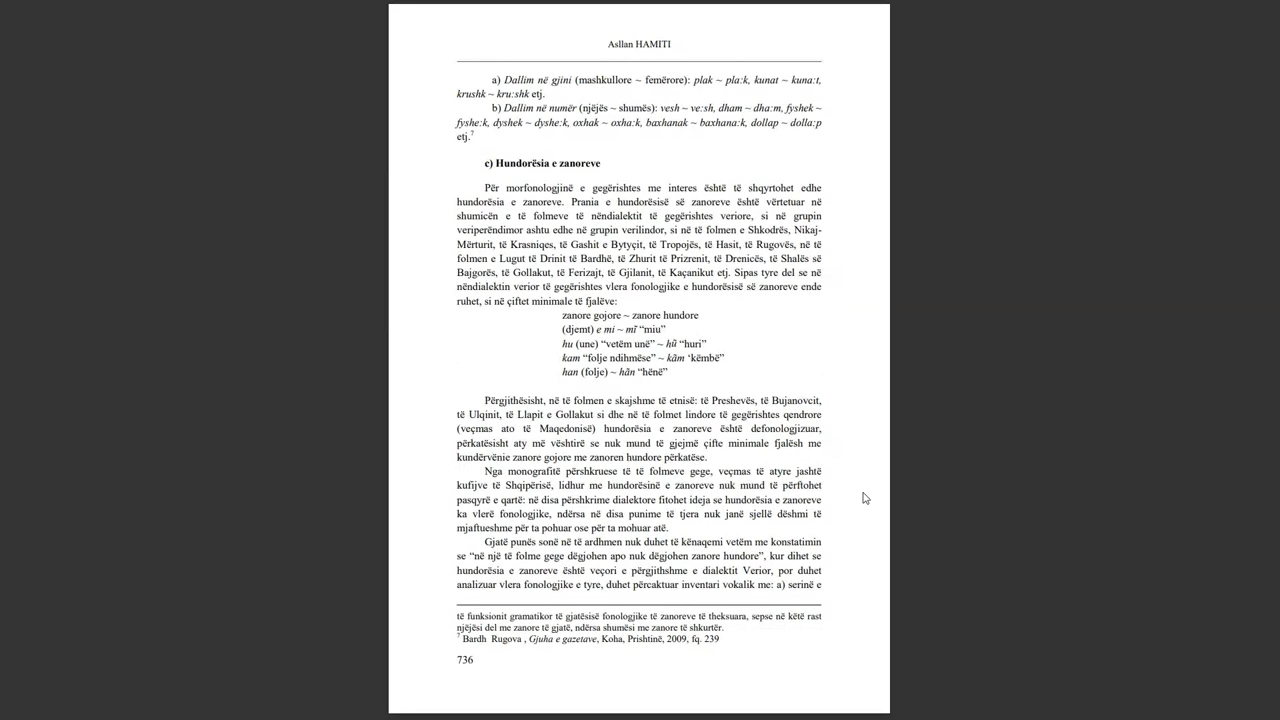 Asllan HAMITI
a) Dallim në gjini (mashkullore ~ femërore): plak ~ pla:k, kunat ~ kuna:t,
krushk ~ kru:shk etj.
b) Dallim në numër (njëjës ~ shumës): vesh ~ ve:sh, dham ~ dha:m, fyshek ~
fyshe:k, dyshek ~ dyshe:k, oxhak ~ oxha:k, baxhanak ~ baxhana:k, dollap ~ dolla:p
etj.7
c) Hundorësia e zanoreve
Për morfonologjinë e gegërishtes me interes është të shqyrtohet edhe
hundorësia e zanoreve. Prania e hundorësisë së zanoreve është vërtetuar në
shumicën e të folmeve të nëndialektit të gegërishtes veriore, si në grupin
veriperëndimor ashtu edhe në grupin verilindor, si në të folmen e Shkodrës, Nikaj-
Mërturit, të Krasniqes, të Gashit e Bytyçit, të Tropojës, të Hasit, të Rugovës, në të
folmen e Lugut të Drinit të Bardhë, të Zhurit të Prizrenit, të Drenicës, të Shalës së
Bajgorës, të Gollakut, të Ferizajt, të Gjilanit, të Kaçanikut etj. Sipas tyre del se në
nëndialektin verior të gegërishtes vlera fonologjike e hundorësisë së zanoreve ende
ruhet, si në çiftet minimale të fjalëve:
zanore gojore ~ zanore hundore
(djemt) e mi ~ mĩ “miu”
hu (une) “vetëm unë” ~ hũ “huri”
kam “folje ndihmëse” ~ kãm ‘këmbë”
han (folje) ~ hãn “hënë”
Përgjithësisht, në të folmen e skajshme të etnisë: të Preshevës, të Bujanovcit,
të Ulqinit, të Llapit e Gollakut si dhe në të folmet lindore të gegërishtes qendrore
(veçmas ato të Maqedonisë) hundorësia e zanoreve është defonologjizuar,
përkatësisht aty më vështirë se nuk mund të gjejmë çifte minimale fjalësh me
kundërvënie zanore gojore me zanoren hundore përkatëse.
Nga monografitë përshkruese të të folmeve gege, veçmas të atyre jashtë
kufijve të Shqipërisë, lidhur me hundorësinë e zanoreve nuk mund të përftohet
pasqyrë e qartë: në disa përshkrime dialektore fitohet ideja se hundorësia e zanoreve
ka vlerë fonologjike, ndërsa në disa punime të tjera nuk janë sjellë dëshmi të
mjaftueshme për ta pohuar ose për ta mohuar atë.
Gjatë punës sonë në të ardhmen nuk duhet të kënaqemi vetëm me konstatimin
se “në një të folme gege dëgjohen apo nuk dëgjohen zanore hundore”, kur dihet se
hundorësia e zanoreve është veçori e përgjithshme e dialektit Verior, por duhet
analizuar vlera fonologjike e tyre, duhet përcaktuar inventari vokalik me: a) serinë e
të funksionit gramatikor të gjatësisë fonologjike të zanoreve të theksuara, sepse në këtë rast
njëjësi del me zanore të gjatë, ndërsa shumësi me zanore të shkurtër.
7 Bardh Rugova , Gjuha e gazetave, Koha, Prishtinë, 2009, fq. 239
736